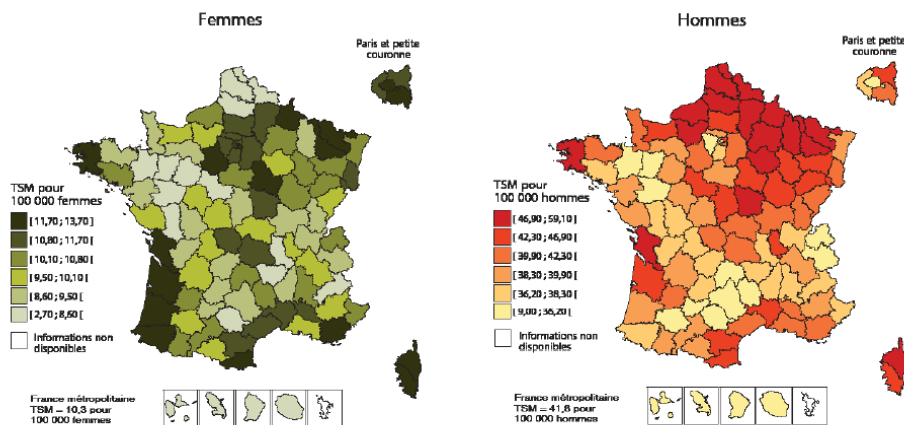 Femmes
Paris et petite
couronne
TSM pour
100 000 femmes
[ 11,70 ; 13,70 [
[ 10,80 ; 11,70 [
[ 10,10 ; 10,80 [
[ 9,50 ; 10,10 [
[ 8,60 ; 9,50 [
[ 2,70 ; 8,60 [
Informations non
disponibles
France métropolitaine
TSM = 10,3 pour
100 000 femmes
Hommes
Paris et petite
couronne
TSM pour
100 000 hommes
[ 46,90 ; 59,10 [
[ 42,30 ; 46,90 [
[ 39,90 ; 42,30 [
[ 38,30 ; 39,90 [
[ 36,20 ; 38,30 [
[ 9,00 ; 36,20 [
Informations non
disponibles
France métropolitaine
TSM = 41,8 pour
100 000 hommes